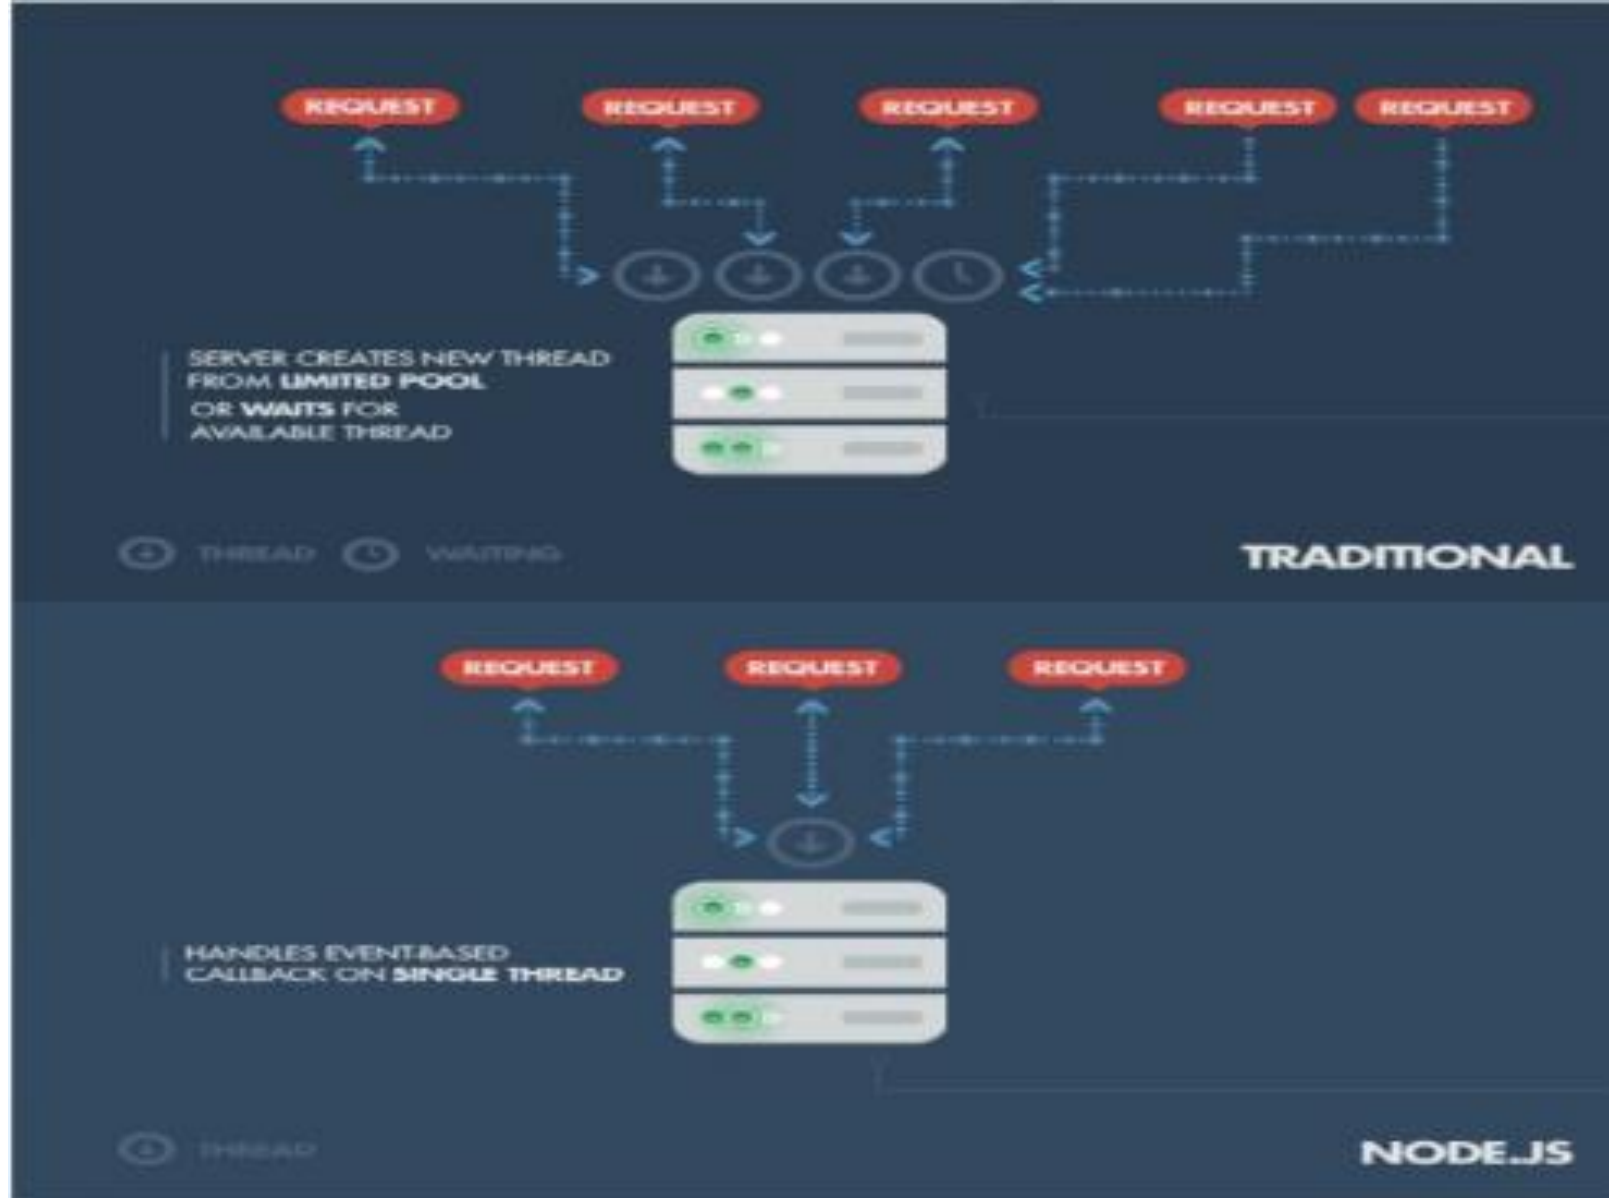 REQUEST REQUEST REQUEST REQUEST REQUEST
SERVER CREATES NEW THREAD
FROM LIMITED POOL
OR WAITS FOR
AVAILABLE THREAD
THREAD WAITING
TRADITIONAL
REQUEST REQUEST REQUEST
HANDLES EVENT-BASED
CALLBACK ON SINGLE THREAD
THREAD
NODE.JS